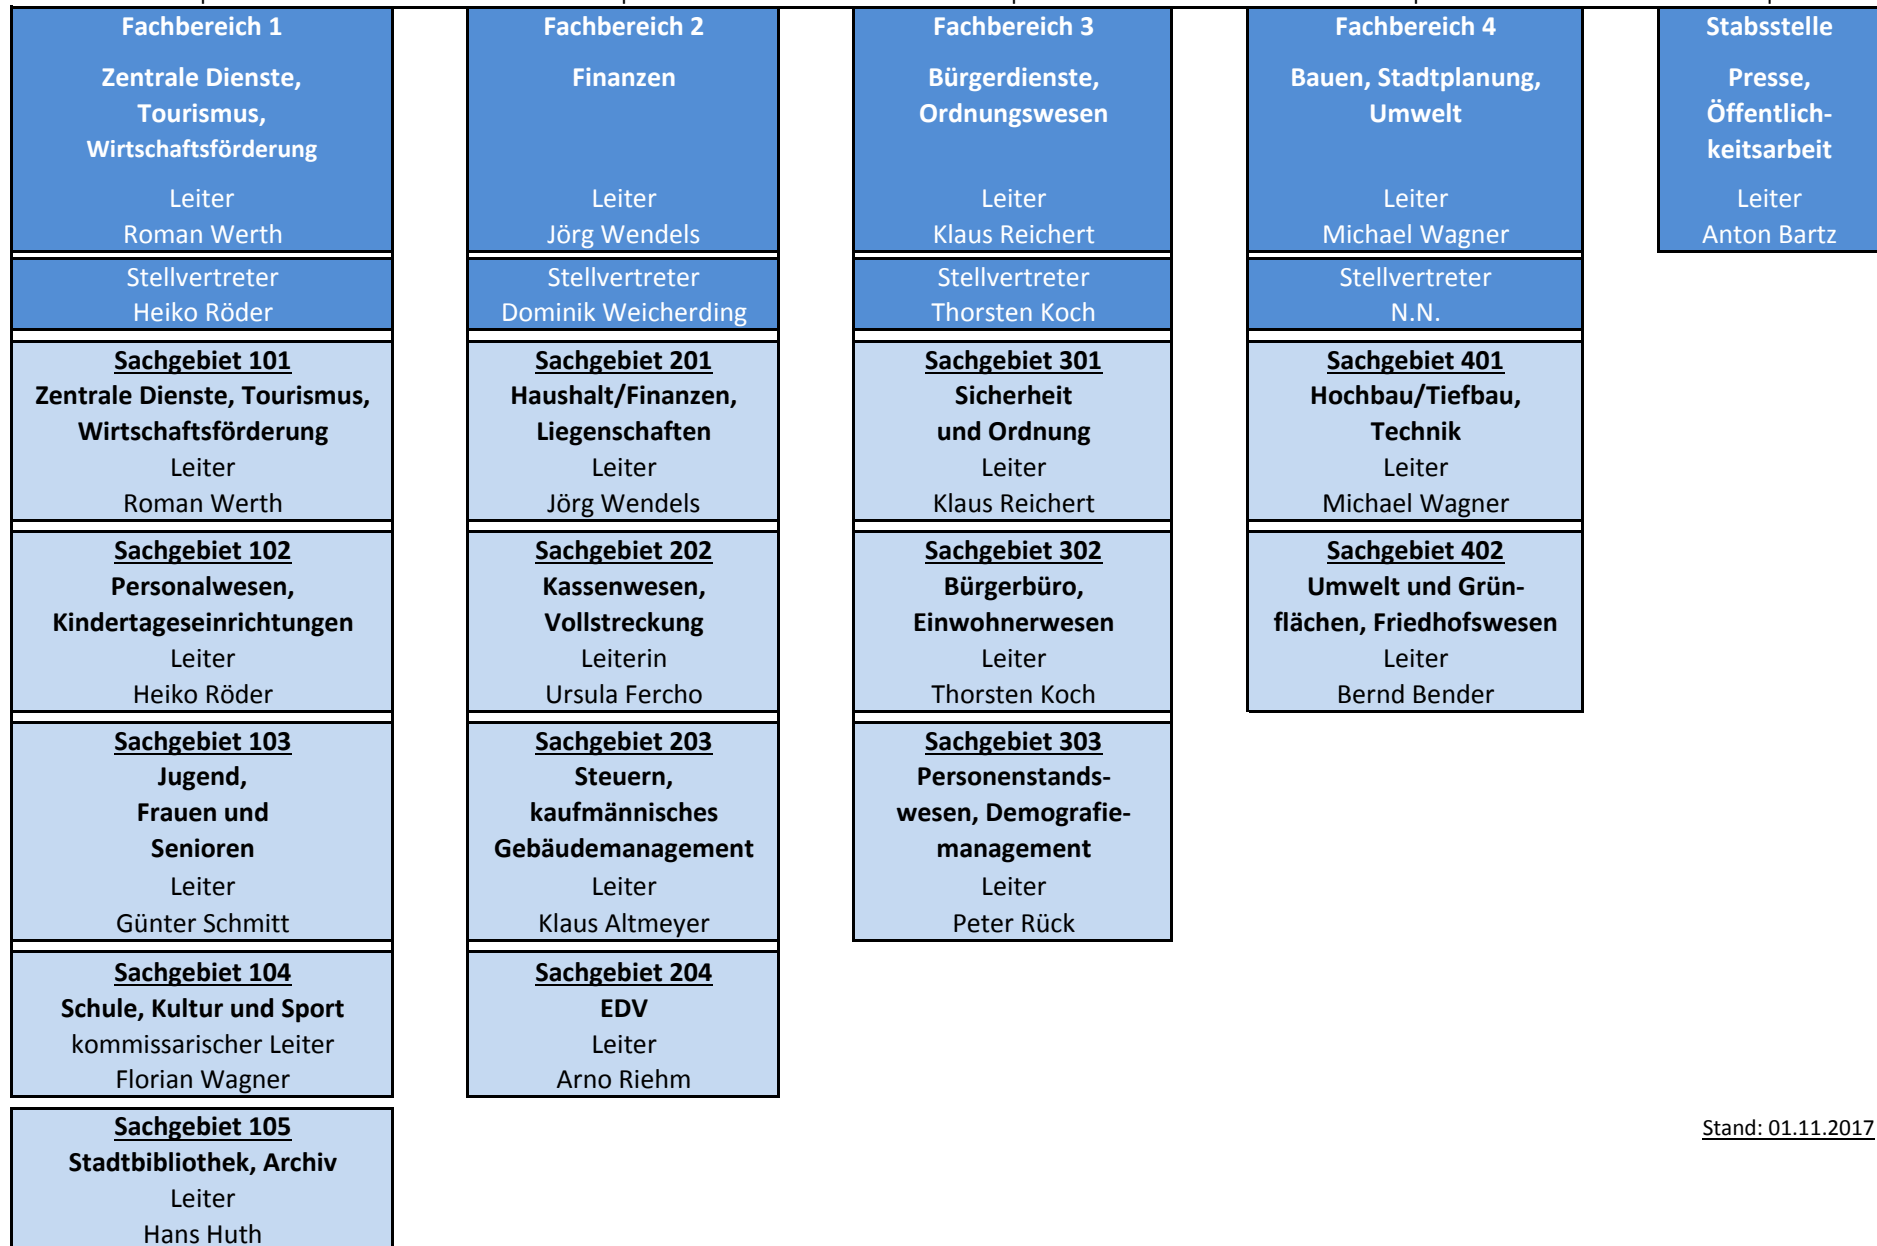 Fachbereich 1
Zentrale Dienste,
Tourismus,
Wirtschaftsförderung
Leiter
Roman Werth
Stellvertreter
Heiko Röder
Sachgebiet 101
Zentrale Dienste, Tourismus,
Wirtschaftsförderung
Leiter
Roman Werth
Sachgebiet 102
Personalwesen,
Kindertageseinrichtungen
Leiter
Heiko Röder
Sachgebiet 103
Jugend,
Frauen und
Senioren
Leiter
Günter Schmitt
Sachgebiet 104
Schule, Kultur und Sport
kommissarischer Leiter
Florian Wagner
Sachgebiet 105
Stadtbibliothek, Archiv
Leiter
Hans Huth
Fachbereich 2
Finanzen
Leiter
Jörg Wendels
Stellvertreter
Dominik Weicherding
Sachgebiet 201
Haushalt/Finanzen,
Liegenschaften
Leiter
Jörg Wendels
Sachgebiet 202
Kassenwesen,
Vollstreckung
Leiterin
Ursula Fercho
Sachgebiet 203
Steuern,
kaufmännisches
Gebäudemanagement
Leiter
Klaus Altmeyer
Sachgebiet 204
EDV
Leiter
Arno Riehm
Fachbereich 3
Bürgerdienste,
Ordnungswesen
Leiter
Klaus Reichert
Stellvertreter
Thorsten Koch
Sachgebiet 301
Sicherheit
und Ordnung
Leiter
Klaus Reichert
Sachgebiet 302
Bürgerbüro,
Einwohnerwesen
Leiter
Thorsten Koch
Sachgebiet 303
Personenstands-
wesen, Demografie-
management
Leiter
Peter Rück
Fachbereich 4
Bauen, Stadtplanung,
Umwelt
Leiter
Michael Wagner
Stellvertreter
N.N.
Sachgebiet 401
Hochbau/Tiefbau,
Technik
Leiter
Michael Wagner
Sachgebiet 402
Umwelt und Grün-
flächen, Friedhofswesen
Leiter
Bernd Bender
Stabsstelle
Presse,
Öffentlich-
keitsarbeit
Leiter
Anton Bartz
Stand: 01.11.2017